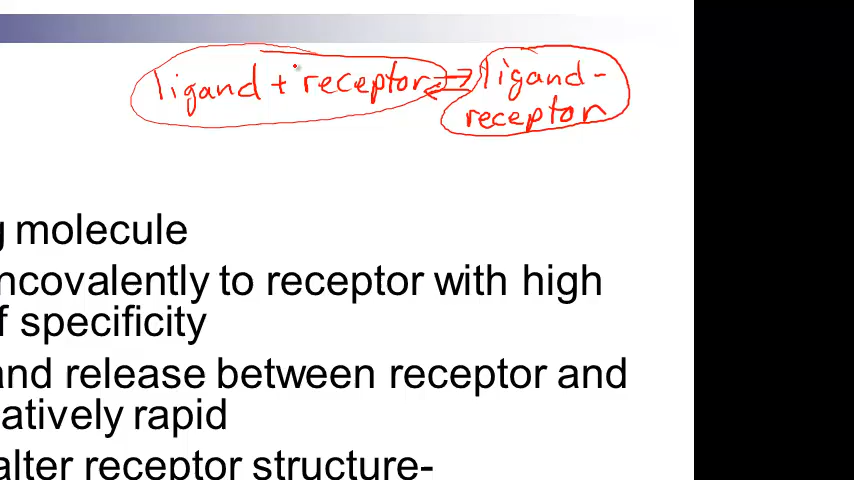 ligand + receptor ⇌ ligand-
receptor
molecule
ncovalently to receptor with high
f specificity
and release between receptor and
atively rapid
alter receptor structure-